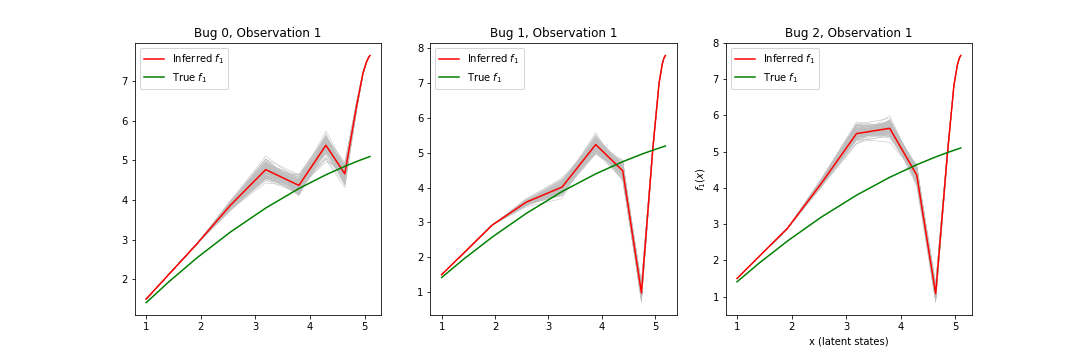 Bug 0, Observation 1
Inferred f₁
True f₁
7
6
5
4
3
2
1 2 3 4 5
Bug 1, Observation 1
Inferred f₁
True f₁
8
7
6
5
4
3
2
1
1 2 3 4 5
Bug 2, Observation 1
Inferred f₁
True f₁
f₁(x)
8
7
6
5
4
3
2
1
1 2 3 4 5
x (latent states)